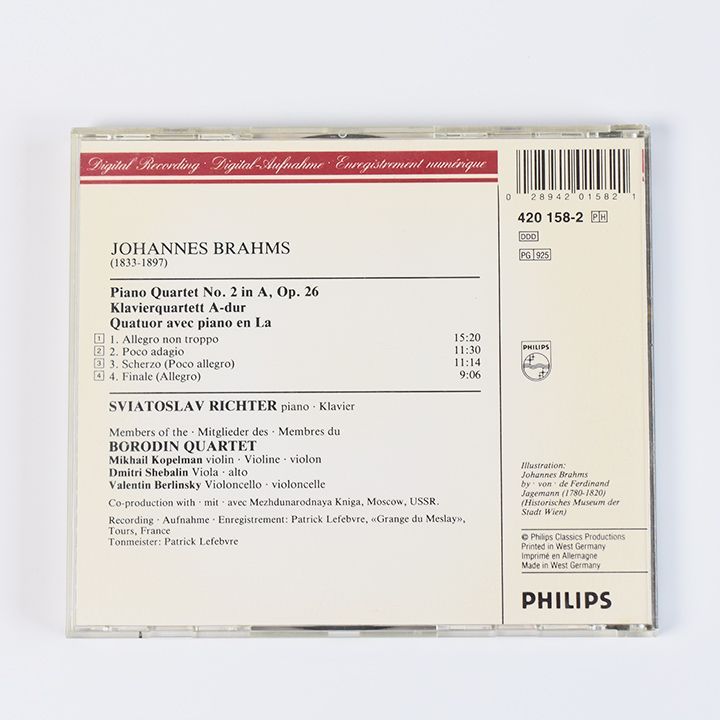 Digital Recording · Digital-Aufnahme · Enregistrement numérique
JOHANNES BRAHMS
(1833-1897)
Piano Quartet No. 2 in A, Op. 26
Klavierquartett A-dur
Quatuor avec piano en La
1 1. Allegro non troppo 15:20
2 2. Poco adagio 11:30
3 3. Scherzo (Poco allegro) 11:14
4 4. Finale (Allegro) 9:06
SVIATOSLAV RICHTER piano · Klavier
Members of the · Mitglieder des · Membres du
BORODIN QUARTET
Mikhail Kopelman violin · Violine · violon
Dmitri Shebalin Viola · alto
Valentin Berlinsky Violoncello · violoncelle
Co-production with · mit · avec Mezhdunarodnaya Kniga, Moscow, USSR.
Recording · Aufnahme · Enregistrement: Patrick Lefebvre, «Grange du Meslay»,
Tours, France
Tonmeister: Patrick Lefebvre
0 28942 01582 1
420 158-2 PH
DDD
PG 925
PHILIPS
Illustration:
Johannes Brahms
by · von · de Ferdinand
Jagemann (1780-1820)
(Historisches Museum der
Stadt Wien)
© Philips Classics Productions
Printed in West Germany
Imprimé en Allemagne
Made in West Germany
PHILIPS